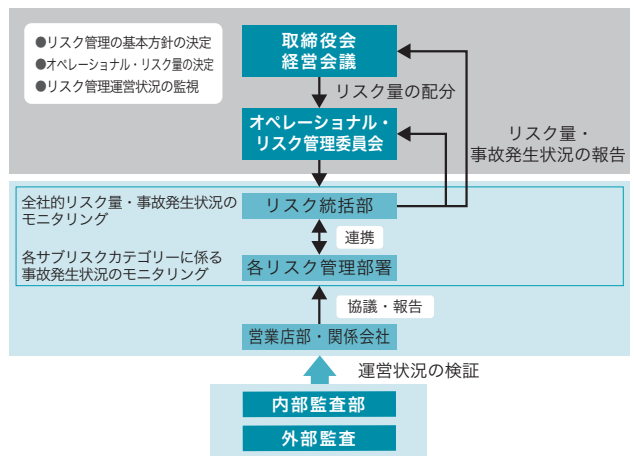 ●リスク管理の基本方針の決定
●オペレーショナル・リスク量の決定
●リスク管理運営状況の監視
取締役会
経営会議
リスク量の配分
オペレーショナル・
リスク管理委員会
リスク量・
事故発生状況の報告
全社的リスク量・事故発生状況の
モニタリング
リスク統括部
連携
各サブリスクカテゴリーに係る
事故発生状況のモニタリング
各リスク管理部署
協議・報告
営業店部・関係会社
運営状況の検証
内部監査部
外部監査